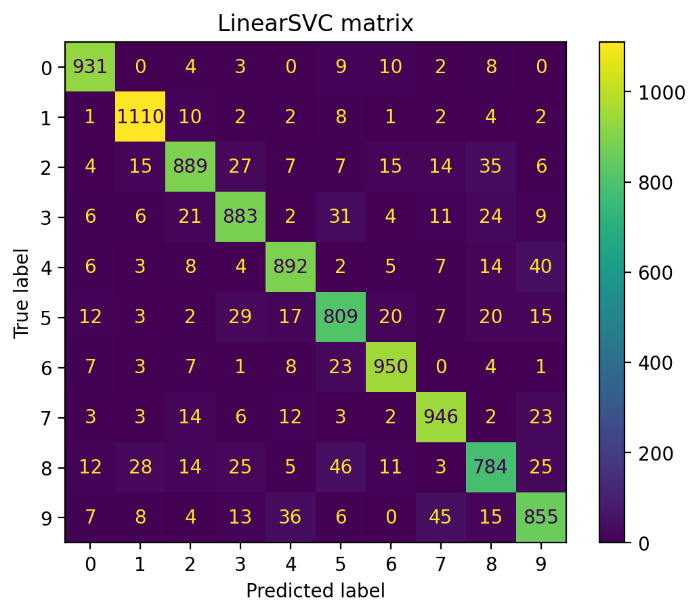 LinearSVC matrix
0 931 0 4 3 0 9 10 2 8 0
1 1 1110 10 2 2 8 1 2 4 2
2 4 15 889 27 7 7 15 14 35 6
3 6 6 21 883 2 31 4 11 24 9
4 6 3 8 4 892 2 5 7 14 40
5 12 3 2 29 17 809 20 7 20 15
6 7 3 7 1 8 23 950 0 4 1
7 3 3 14 6 12 3 2 946 2 23
8 12 28 14 25 5 46 11 3 784 25
9 7 8 4 13 36 6 0 45 15 855
0 1 2 3 4 5 6 7 8 9
Predicted label
True label
1000
800
600
400
200
0